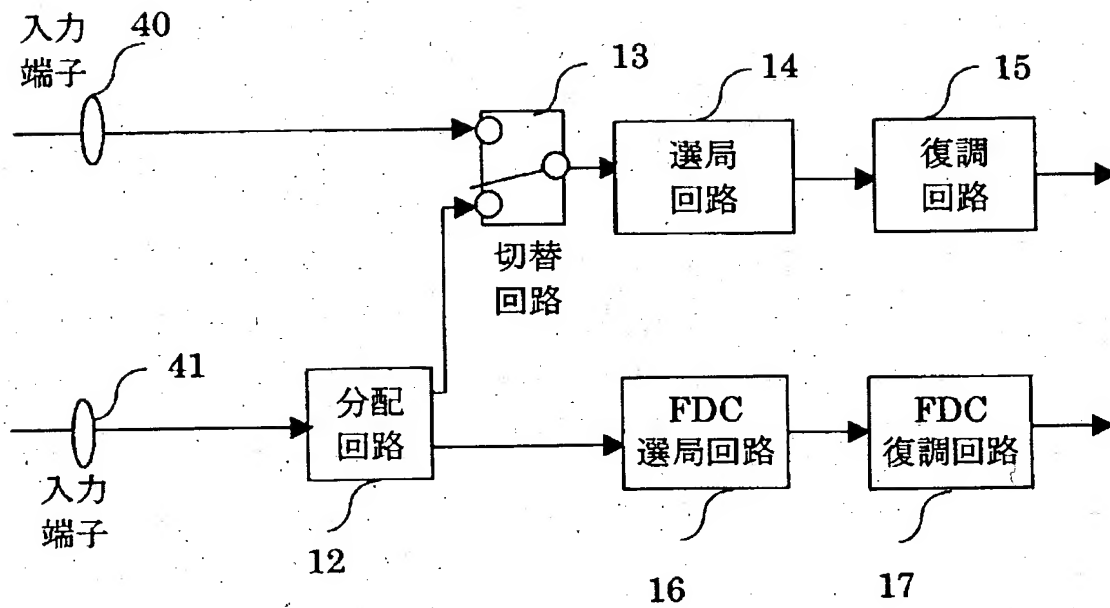 入力
端子
40
13
14
15
選局
回路
復調
回路
切替
回路
41
入力
端子
分配
回路
12
FDC
選局回路
FDC
復調回路
16
17